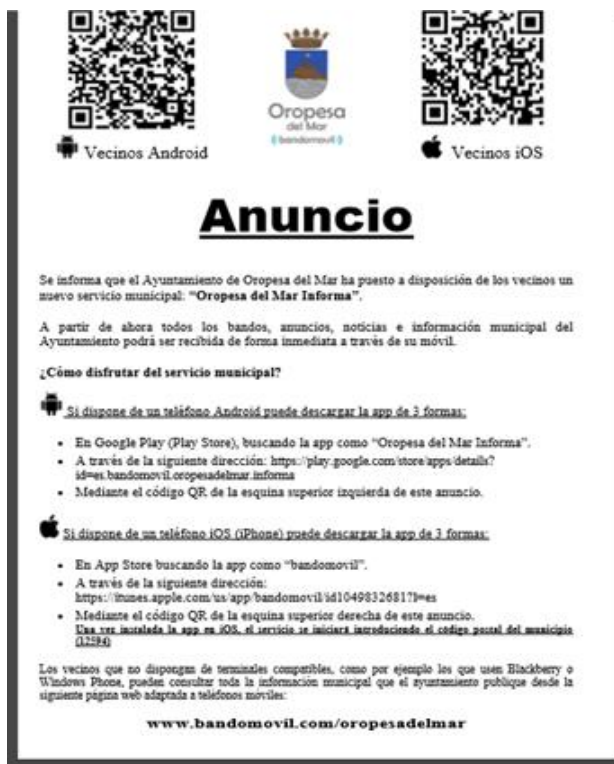 Oropesa
del Mar
bandomovil
Vecinos Android
Vecinos iOS
Anuncio
Se informa que el Ayuntamiento de Oropesa del Mar ha puesto a disposición de los vecinos un
nuevo servicio municipal: “Oropesa del Mar Informa”.
A partir de ahora todos los bandos, anuncios, noticias e información municipal del
Ayuntamiento podrá ser recibida de forma inmediata a través de su móvil.
¿Cómo disfrutar del servicio municipal?
Si dispone de un teléfono Android puede descargar la app de 3 formas:
• En Google Play (Play Store), buscando la app como “Oropesa del Mar Informa”.
• A través de la siguiente dirección: https://play.google.com/store/apps/details?
id=es.bandomovil.oropesadelmar.informa
• Mediante el código QR de la esquina superior izquierda de este anuncio.
Si dispone de un teléfono iOS (iPhone) puede descargar la app de 3 formas:
• En App Store buscando la app como “bandomovil”.
• A través de la siguiente dirección:
https://itunes.apple.com/us/app/bandomovil/id1049832681?l=es
• Mediante el código QR de la esquina superior derecha de este anuncio.
Una vez instalada la app en iOS, el servicio se iniciará introduciendo el código postal del municipio
(12594)
Los vecinos que no dispongan de terminales compatibles, como por ejemplo los que usen Blackberry o
Windows Phone, pueden consultar toda la información municipal que el ayuntamiento publique desde la
siguiente página web adaptada a teléfonos móviles:
www.bandomovil.com/oropesadelmar